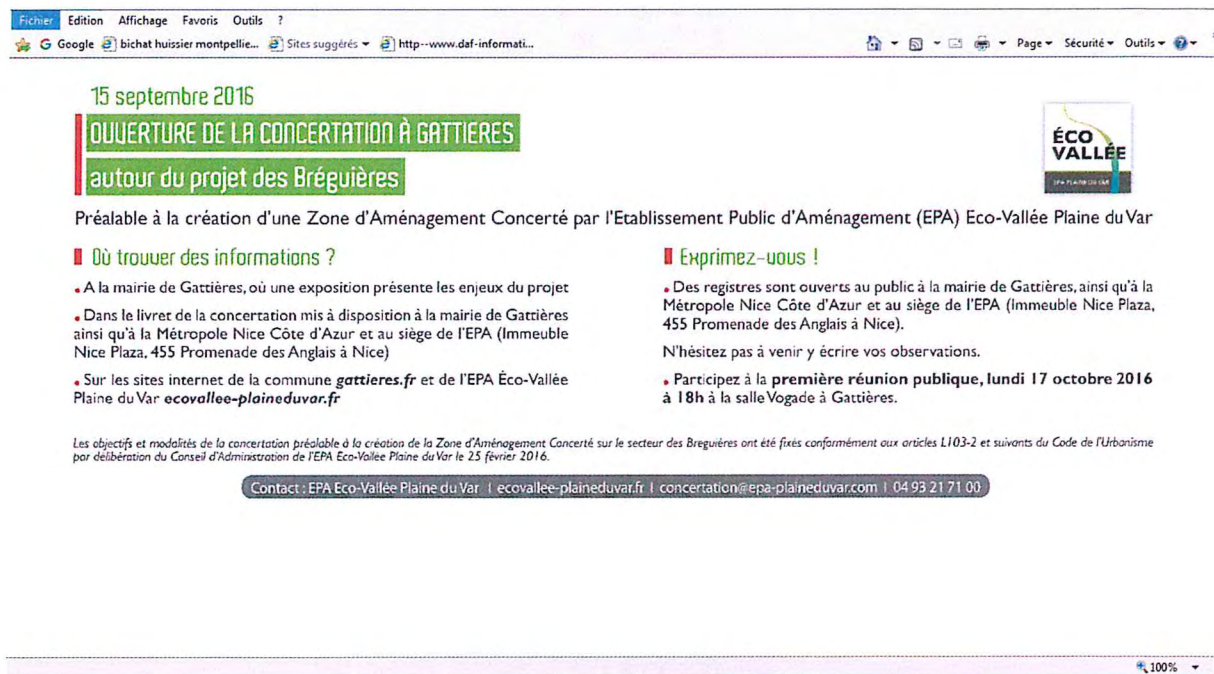 Fichier Edition Affichage Favoris Outils ?
G Google bichat huissier montpellie... Sites suggérés http--www.daf-informati... Page Sécurité Outils
15 septembre 2016
OUVERTURE DE LA CONCERTATION À GATTIERES
autour du projet des Bréguières
ÉCO
VALLÉE
EPA PLAINE DU VAR
Préalable à la création d'une Zone d'Aménagement Concerté par l'Etablissement Public d'Aménagement (EPA) Eco-Vallée Plaine du Var
Où trouver des informations ?
• A la mairie de Gattières, où une exposition présente les enjeux du projet
• Dans le livret de la concertation mis à disposition à la mairie de Gattières
ainsi qu'à la Métropole Nice Côte d'Azur et au siège de l'EPA (Immeuble
Nice Plaza, 455 Promenade des Anglais à Nice)
• Sur les sites internet de la commune gattieres.fr et de l'EPA Éco-Vallée
Plaine du Var ecovallee-plaineduvar.fr
Exprimez-vous !
• Des registres sont ouverts au public à la mairie de Gattières, ainsi qu'à la
Métropole Nice Côte d'Azur et au siège de l'EPA (Immeuble Nice Plaza,
455 Promenade des Anglais à Nice).
N'hésitez pas à venir y écrire vos observations.
• Participez à la première réunion publique, lundi 17 octobre 2016
à 18h à la salle Vogade à Gattières.
Les objectifs et modalités de la concertation préalable à la création de la Zone d'Aménagement Concerté sur le secteur des Breguières ont été fixés conformément aux articles L103-2 et suivants du Code de l'Urbanisme
par délibération du Conseil d'Administration de l'EPA Eco-Vallée Plaine du Var le 25 février 2016.
Contact : EPA Eco-Vallée Plaine du Var I ecovallee-plaineduvar.fr I concertation@epa-plaineduvar.com I 04 93 21 71 00
100%